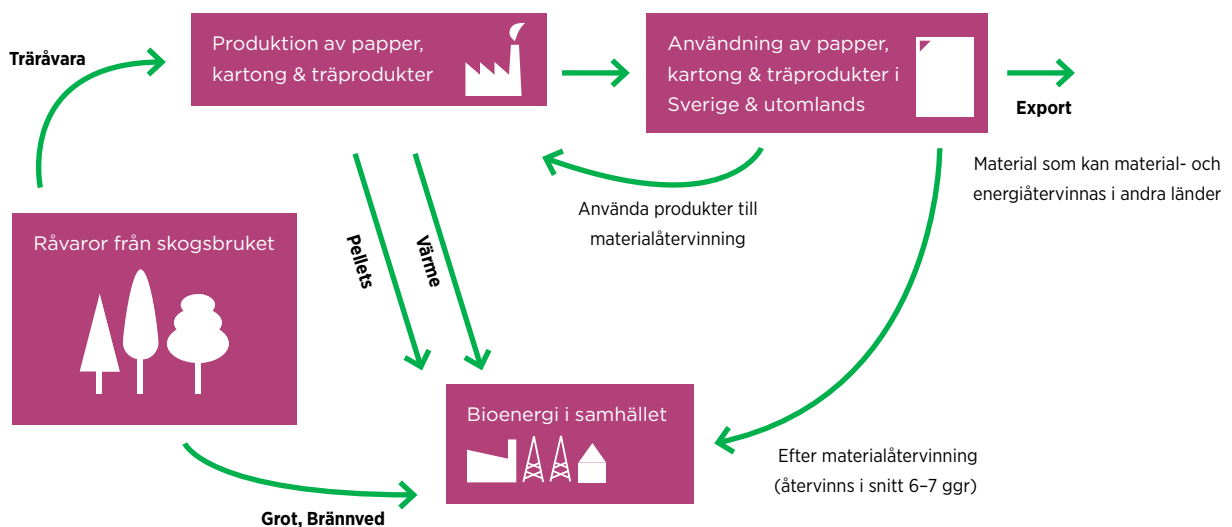 Träråvara
Produktion av papper,
kartong & träprodukter
Användning av papper,
kartong & träprodukter i
Sverige & utomlands
Export
Material som kan material- och
energiåtervinnas i andra länder
Använda produkter till
materialåtervinning
Råvaror från skogsbruket
Pellets
Värme
Bioenergi i samhället
Efter materialåtervinning
(återvinns i snitt 6–7 ggr)
Grot, Brännved